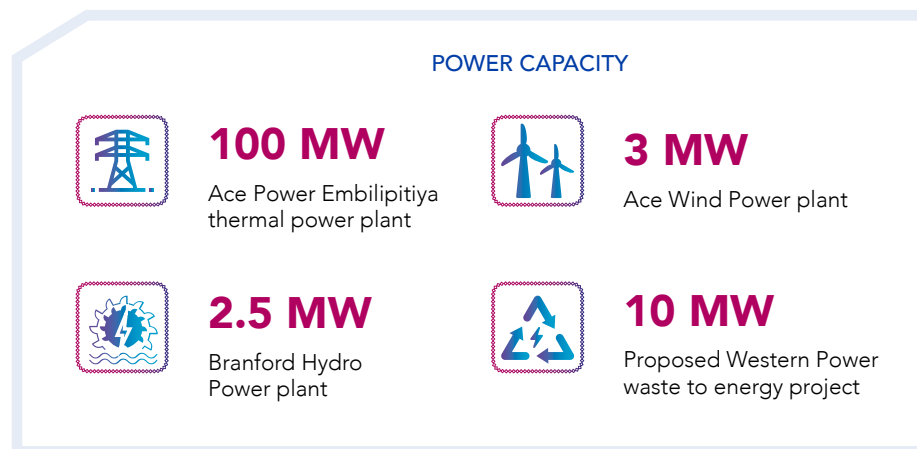 POWER CAPACITY
100 MW
Ace Power Embilipitiya
thermal power plant
3 MW
Ace Wind Power plant
2.5 MW
Branford Hydro
Power plant
10 MW
Proposed Western Power
waste to energy project